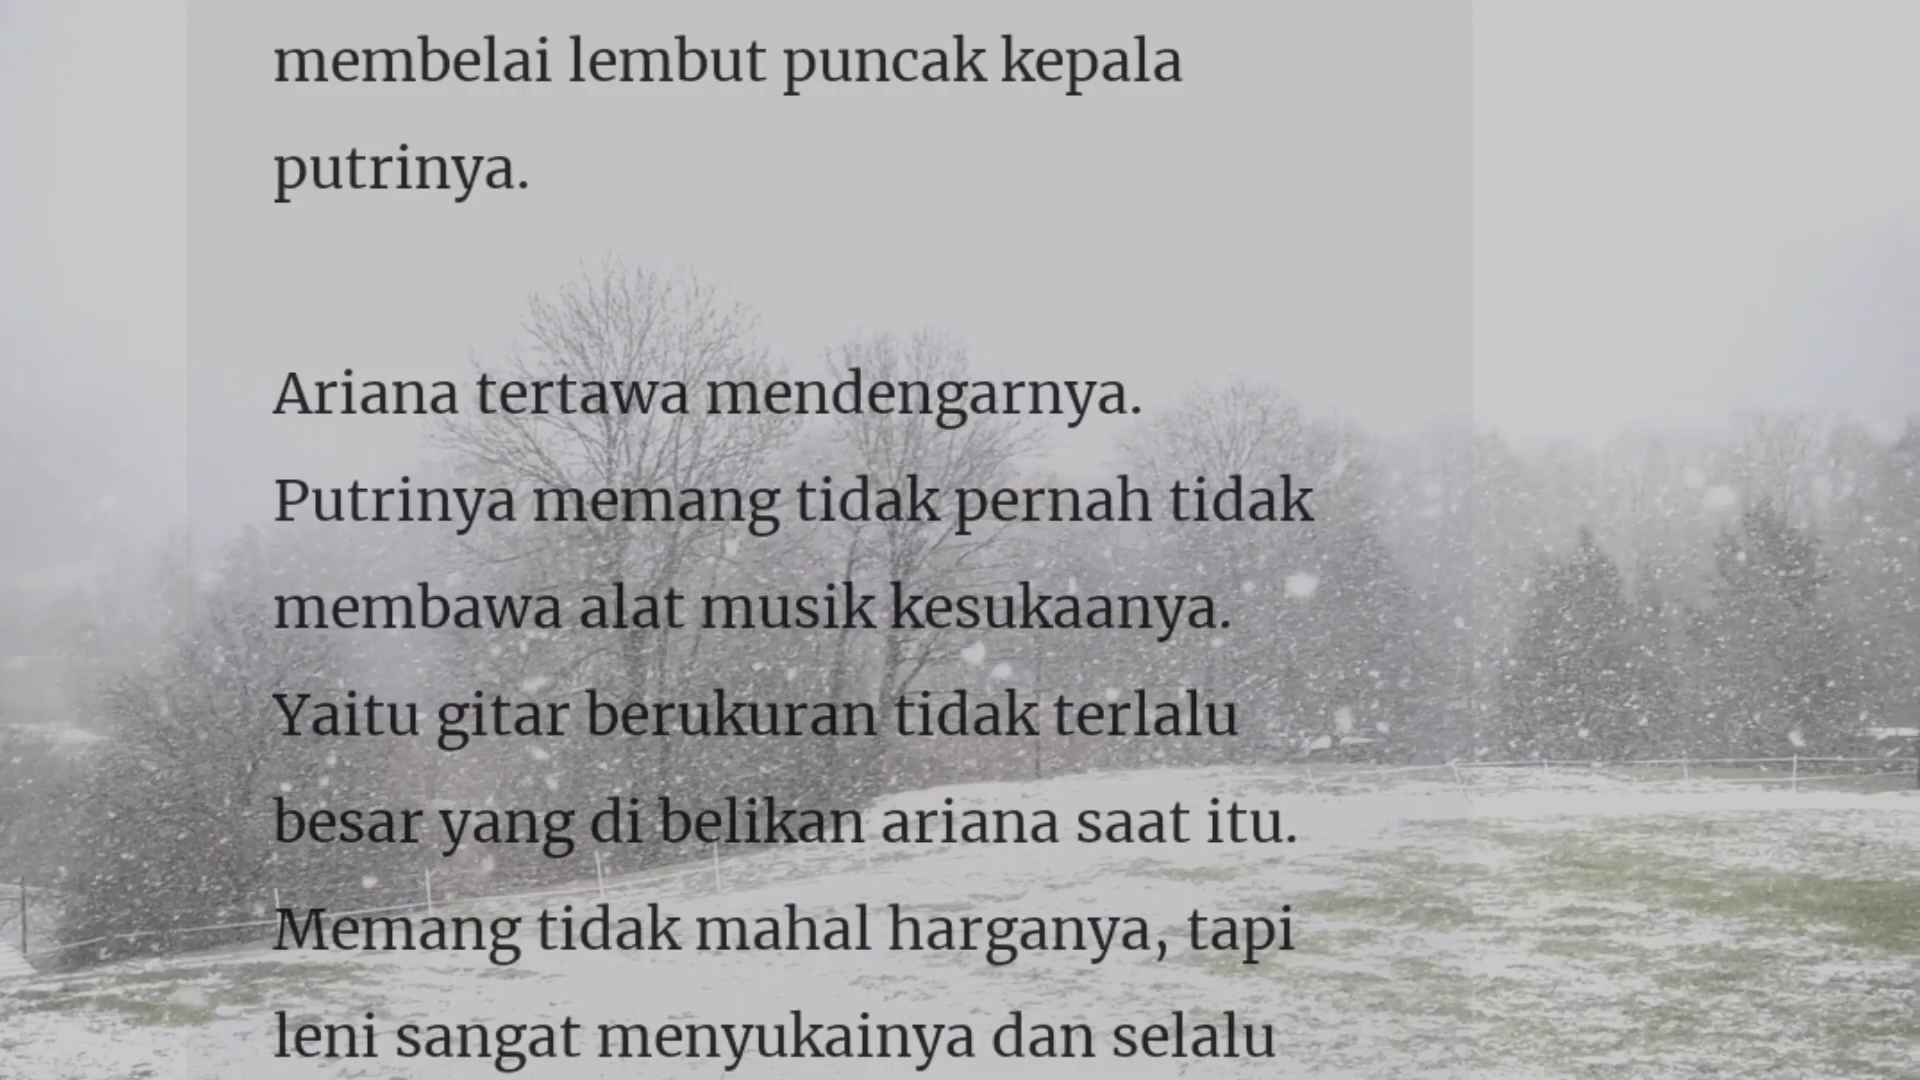 membelai lembut puncak kepala
putrinya.
Ariana tertawa mendengarnya.
Putrinya memang tidak pernah tidak
membawa alat musik kesukaanya.
Yaitu gitar berukuran tidak terlalu
besar yang di belikan ariana saat itu.
Memang tidak mahal harganya, tapi
leni sangat menyukainya dan selalu